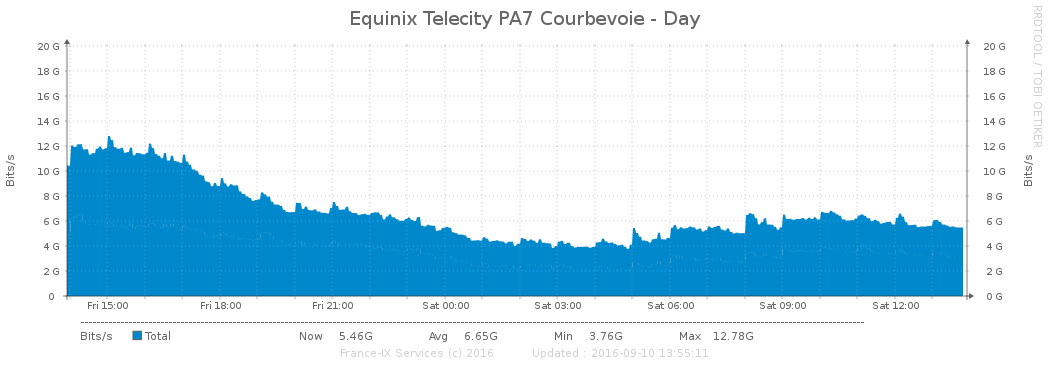 Equinix Telecity PA7 Courbevoie - Day
RRDTOOL / TOBI OETIKER
Bits/s
20 G 20 G
18 G 18 G
16 G 16 G
14 G 14 G
12 G 12 G
10 G 10 G
8 G 8 G
6 G 6 G
4 G 4 G
2 G 2 G
0 0 G
Bits/s
Fri 15:00 Fri 18:00 Fri 21:00 Sat 00:00 Sat 03:00 Sat 06:00 Sat 09:00 Sat 12:00
Bits/s Total Now 5.46G Avg 6.65G Min 3.76G Max 12.78G
France-IX Services (c) 2016 Updated : 2016-09-10 13:55:11